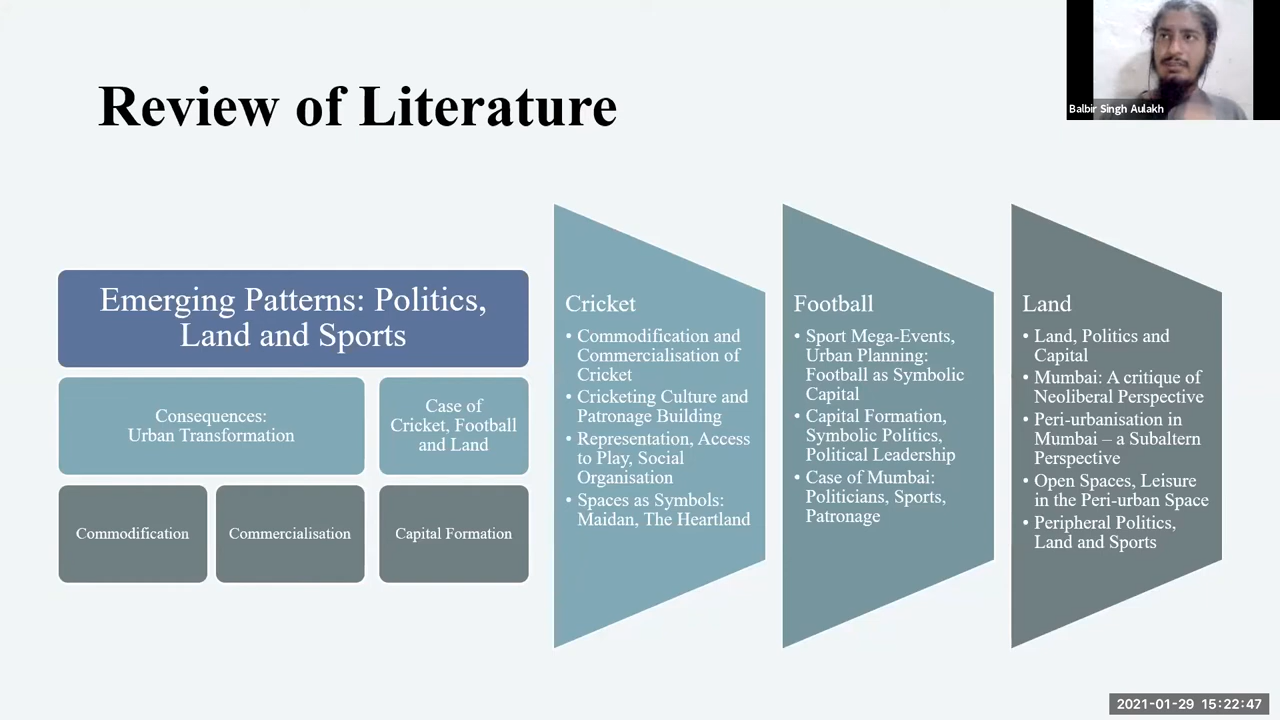 Review of Literature
Balbir Singh Aulakh
Emerging Patterns: Politics,
Land and Sports
Consequences:
Urban Transformation
Case of
Cricket, Football
and Land
Commodification
Commercialisation
Capital Formation
Cricket
• Commodification and
Commercialisation of
Cricket
• Cricketing Culture and
Patronage Building
• Representation, Access
to Play, Social
Organisation
• Spaces as Symbols:
Maidan, The Heartland
Football
• Sport Mega-Events,
Urban Planning:
Football as Symbolic
Capital
• Capital Formation,
Symbolic Politics,
Political Leadership
• Case of Mumbai:
Politicians, Sports,
Patronage
Land
• Land, Politics and
Capital
• Mumbai: A critique of
Neoliberal Perspective
• Peri-urbanisation in
Mumbai – a Subaltern
Perspective
• Open Spaces, Leisure
in the Peri-urban Space
• Peripheral Politics,
Land and Sports
2021-01-29 15:22:47